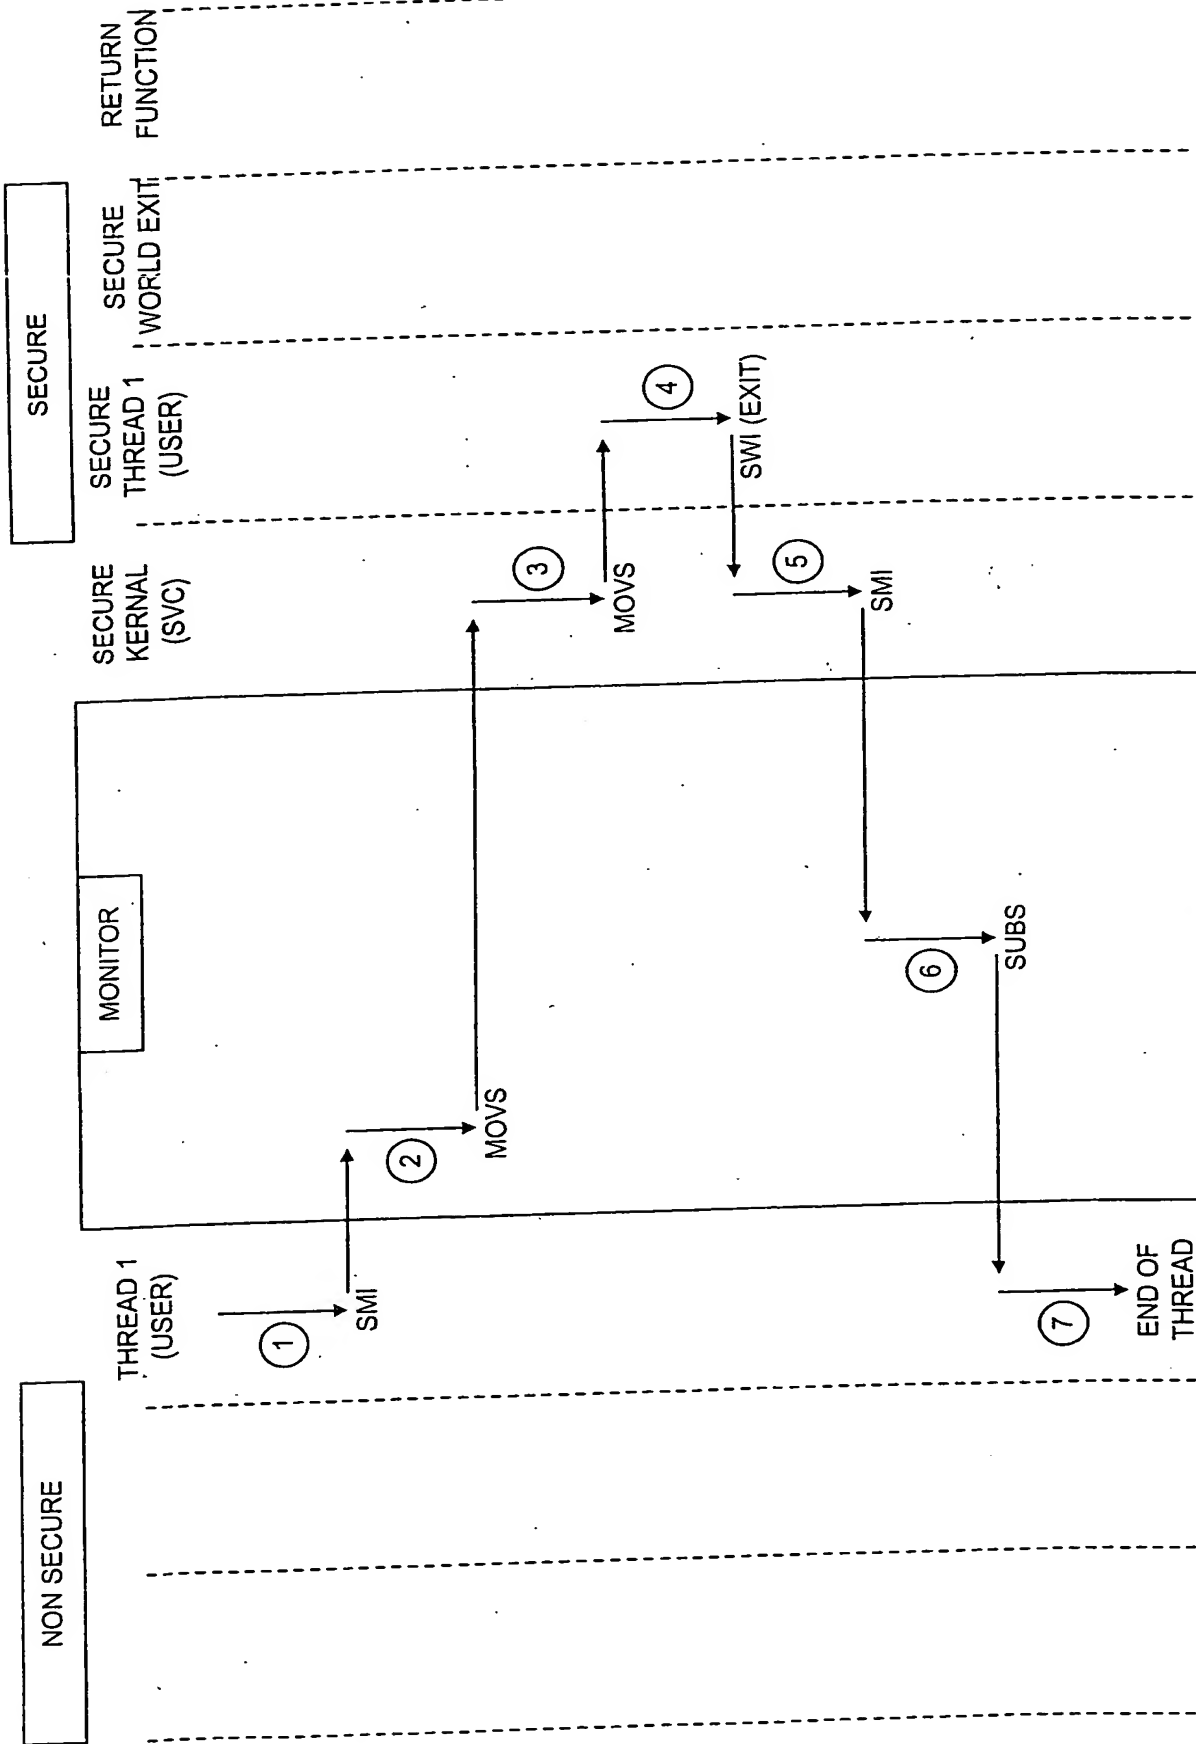 NON SECURE
MONITOR
SECURE
THREAD 1
(USER)
SECURE
KERNAL
(SVC)
SECURE
THREAD 1
(USER)
SECURE
WORLD EXIT
RETURN
FUNCTION
1
SMI
2
MOVS
3
MOVS
4
SWI (EXIT)
5
SMI
6
SUBS
7
END OF
THREAD